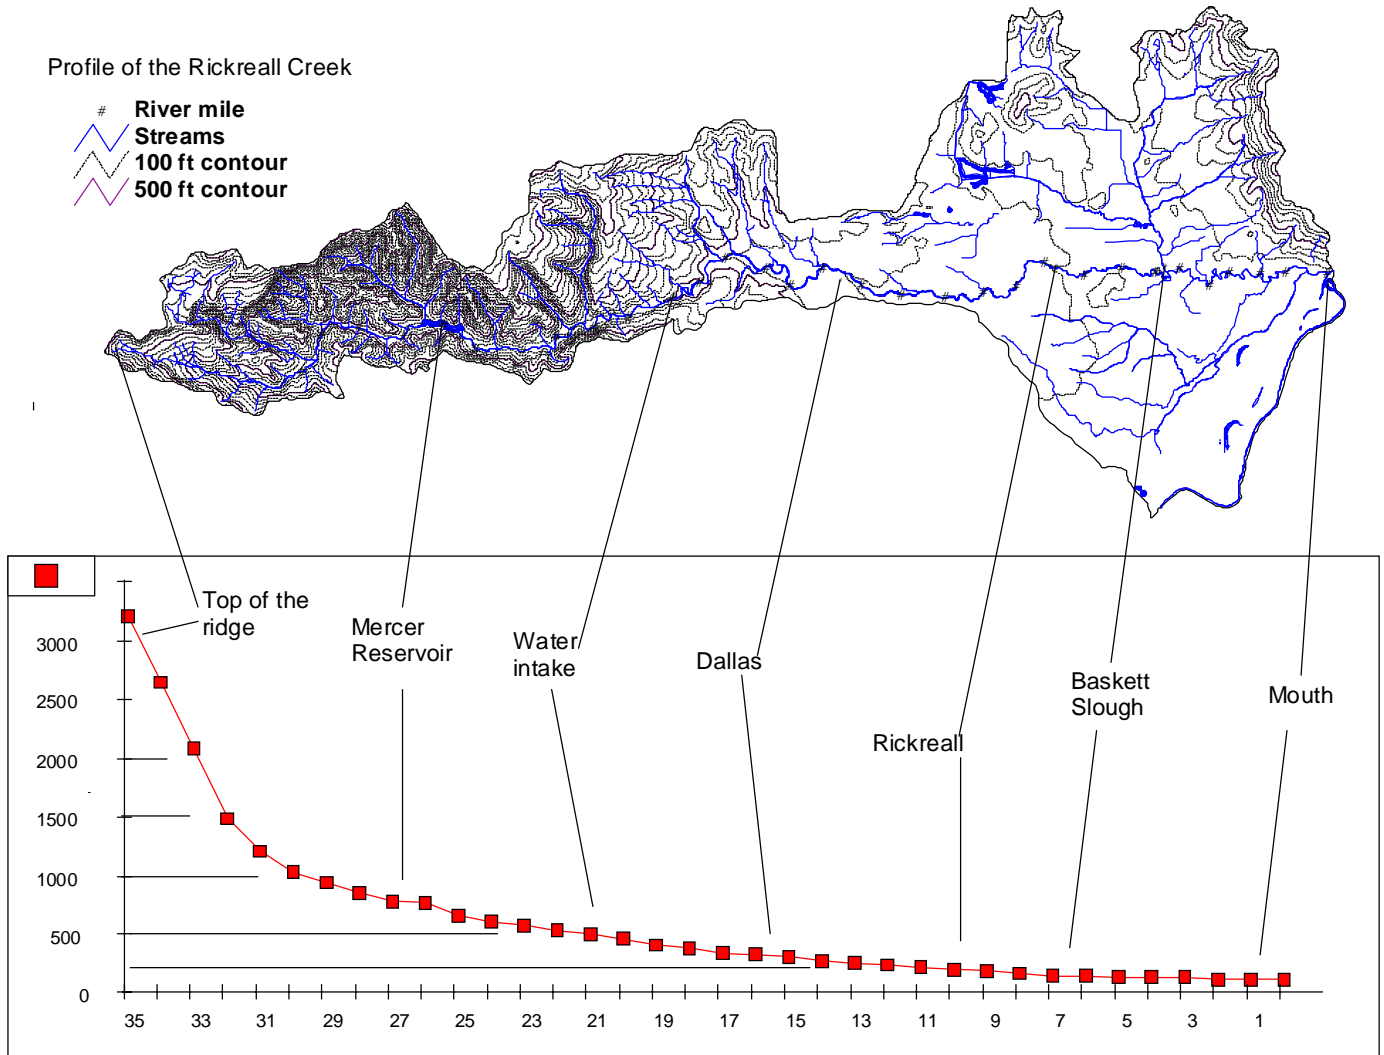 Profile of the Rickreall Creek
# River mile
Streams
100 ft contour
500 ft contour
Top of the
ridge
Mercer
Reservoir
Water
intake
Dallas
Rickreall
Baskett
Slough
Mouth
3000
2500
2000
1500
1000
500
0
35 33 31 29 27 25 23 21 19 17 15 13 11 9 7 5 3 1